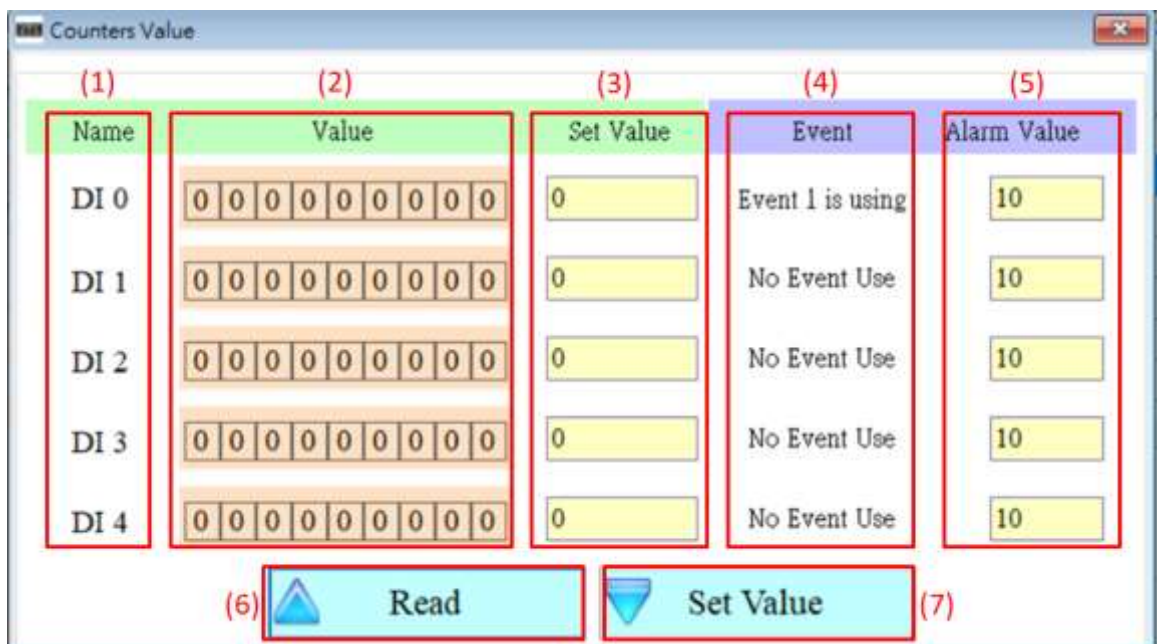 Counters Value
(1) (2) (3) (4) (5)
Name Value Set Value Event Alarm Value
DI 0 0 0 0 0 0 0 0 0 0 0 Event 1 is using 10
DI 1 0 0 0 0 0 0 0 0 0 0 No Event Use 10
DI 2 0 0 0 0 0 0 0 0 0 0 No Event Use 10
DI 3 0 0 0 0 0 0 0 0 0 0 No Event Use 10
DI 4 0 0 0 0 0 0 0 0 0 0 No Event Use 10
(6) Read Set Value (7)